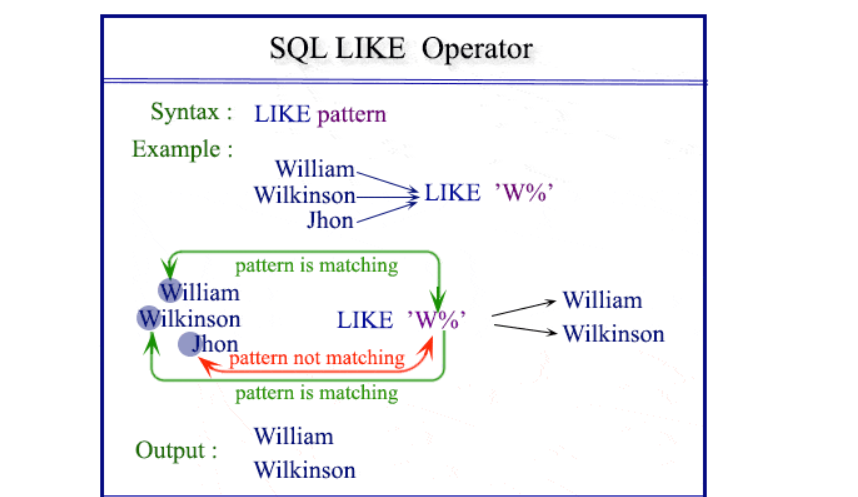 SQL LIKE Operator
Syntax : LIKE pattern
Example :
William
Wilkinson LIKE ’W%’
Jhon
pattern is matching
William
Wilkinson LIKE ’W%’
Jhon
pattern not matching
pattern is matching
William
Wilkinson
Output :
William
Wilkinson